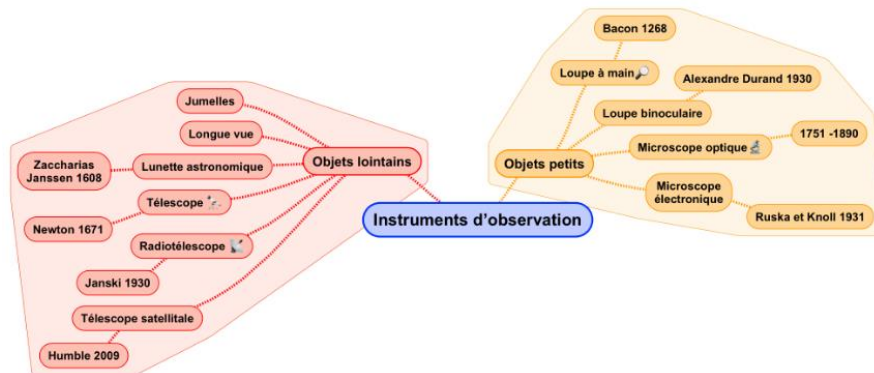 Instruments d'observation
Objets lointains
Jumelles
Longue vue
Lunette astronomique
Zaccharias
Janssen 1608
Télescope
Newton 1671
Radiotélescope
Janski 1930
Télescope satellitale
Humble 2009
Objets petits
Loupe à main
Bacon 1268
Loupe binoculaire
Alexandre Durand 1930
Microscope optique
1751 -1890
Microscope
électronique
Ruska et Knoll 1931